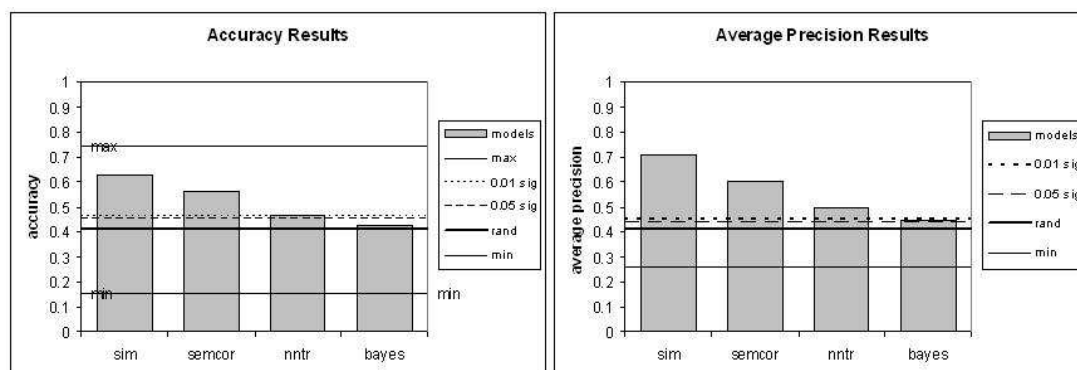 Accuracy Results
1
0.9
0.8
0.7
0.6
0.5
0.4
0.3
0.2
0.1
0
accuracy
max
min
min
sim semcor nntr bayes
models
max
0.01 sig
0.05 sig
rand
min
Average Precision Results
1
0.9
0.8
0.7
0.6
0.5
0.4
0.3
0.2
0.1
0
average precision
sim semcor nntr bayes
models
0.01 sig
0.05 sig
rand
min